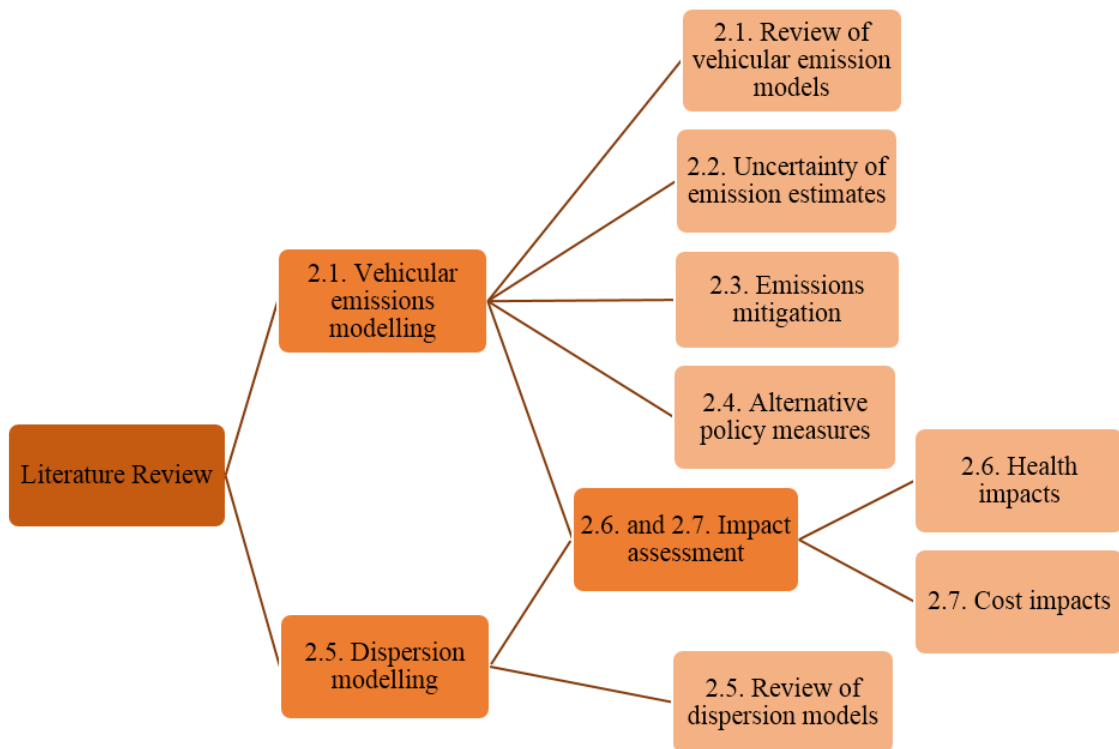 2.1. Review of
vehicular emission
models
2.2. Uncertainty of
emission estimates
2.1. Vehicular
emissions
modelling
2.3. Emissions
mitigation
2.4. Alternative
policy measures
Literature Review
2.6. Health
impacts
2.6. and 2.7. Impact
assessment
2.7. Cost impacts
2.5. Dispersion
modelling
2.5. Review of
dispersion models